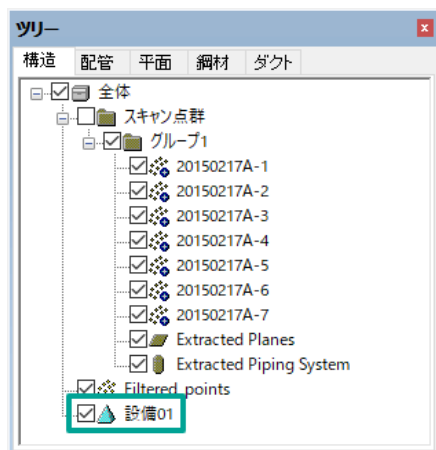 ツリー
構造 配管 平面 鋼材 ダクト
全体
スキャン点群
グループ1
20150217A-1
20150217A-2
20150217A-3
20150217A-4
20150217A-5
20150217A-6
20150217A-7
Extracted Planes
Extracted Piping System
Filtered_points
設備01